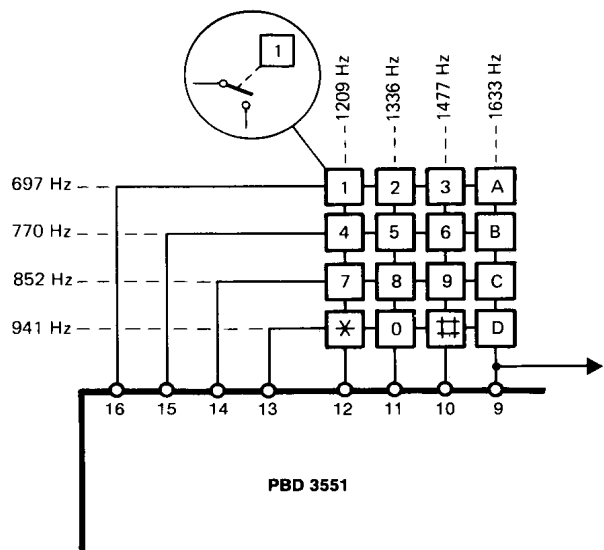 1
1209 Hz
1336 Hz
1477 Hz
1633 Hz
697 Hz
1 2 3 A
770 Hz
4 5 6 B
852 Hz
7 8 9 C
941 Hz
* 0 # D
16 15 14 13 12 11 10 9
PBD 3551